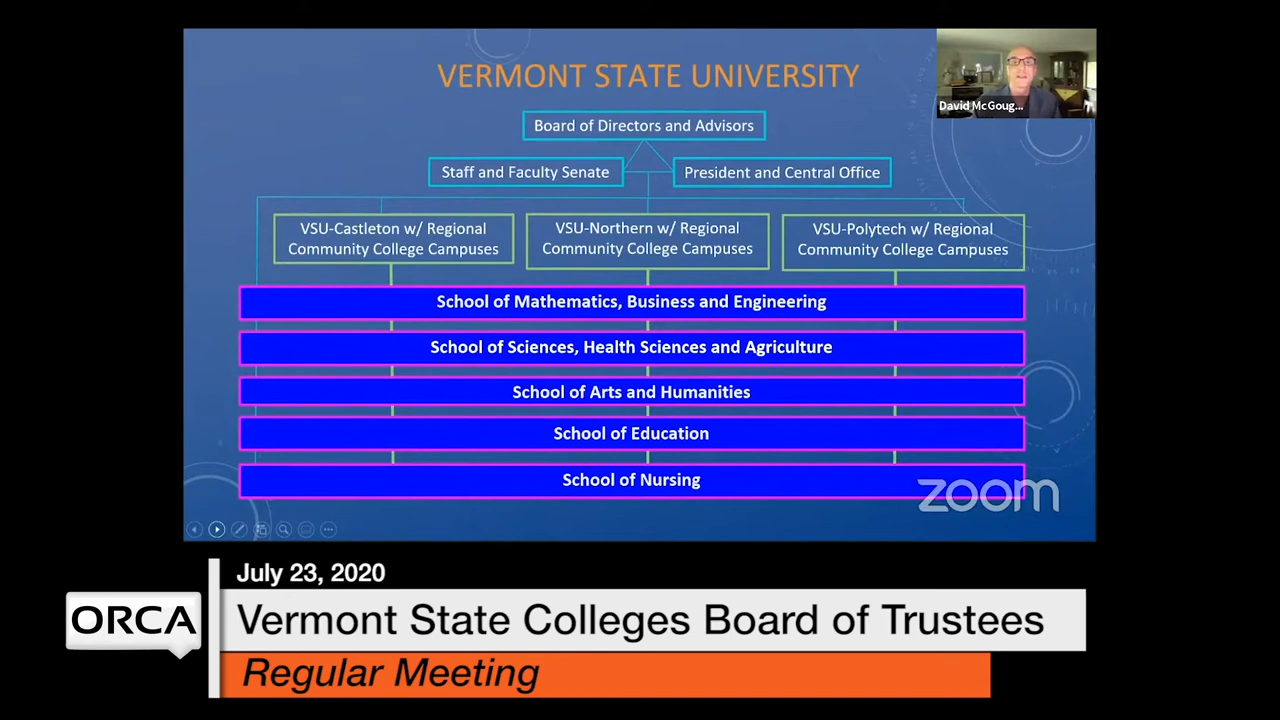 VERMONT STATE UNIVERSITY
David McGoug...
Board of Directors and Advisors
Staff and Faculty Senate
President and Central Office
VSU-Castleton w/ Regional
Community College Campuses
VSU-Northern w/ Regional
Community College Campuses
VSU-Polytech w/ Regional
Community College Campuses
School of Mathematics, Business and Engineering
School of Sciences, Health Sciences and Agriculture
School of Arts and Humanities
School of Education
School of Nursing
zoom
July 23, 2020
ORCA
Vermont State Colleges Board of Trustees
Regular Meeting